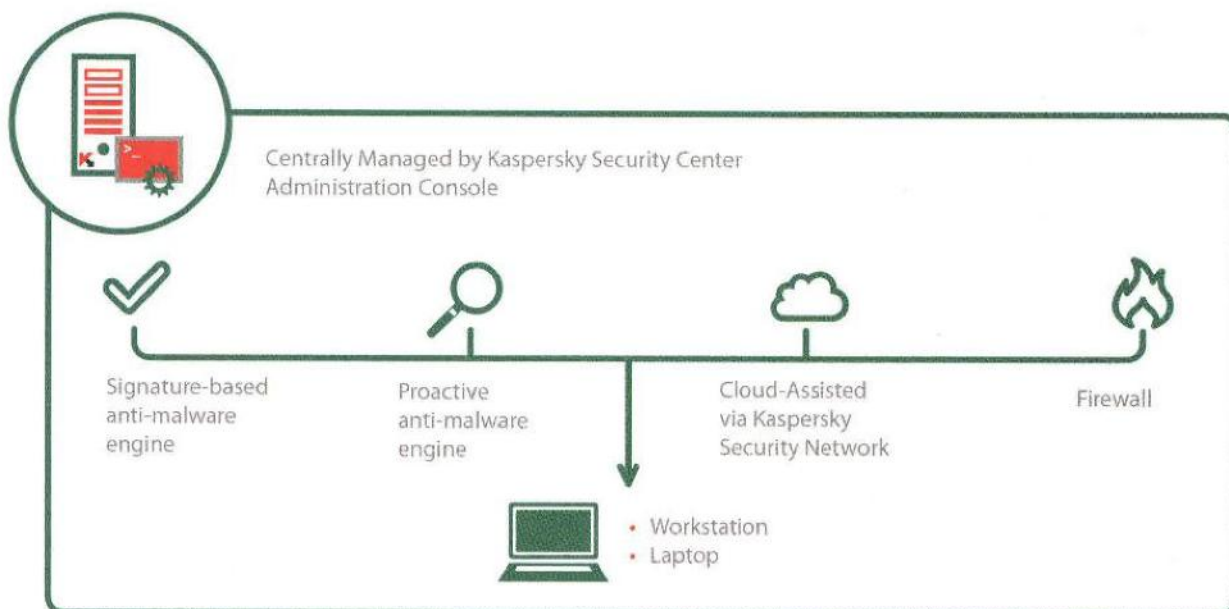 Centrally Managed by Kaspersky Security Center
Administration Console
Signature-based
anti-malware
engine
Proactive
anti-malware
engine
Cloud-Assisted
via Kaspersky
Security Network
Firewall
• Workstation
• Laptop